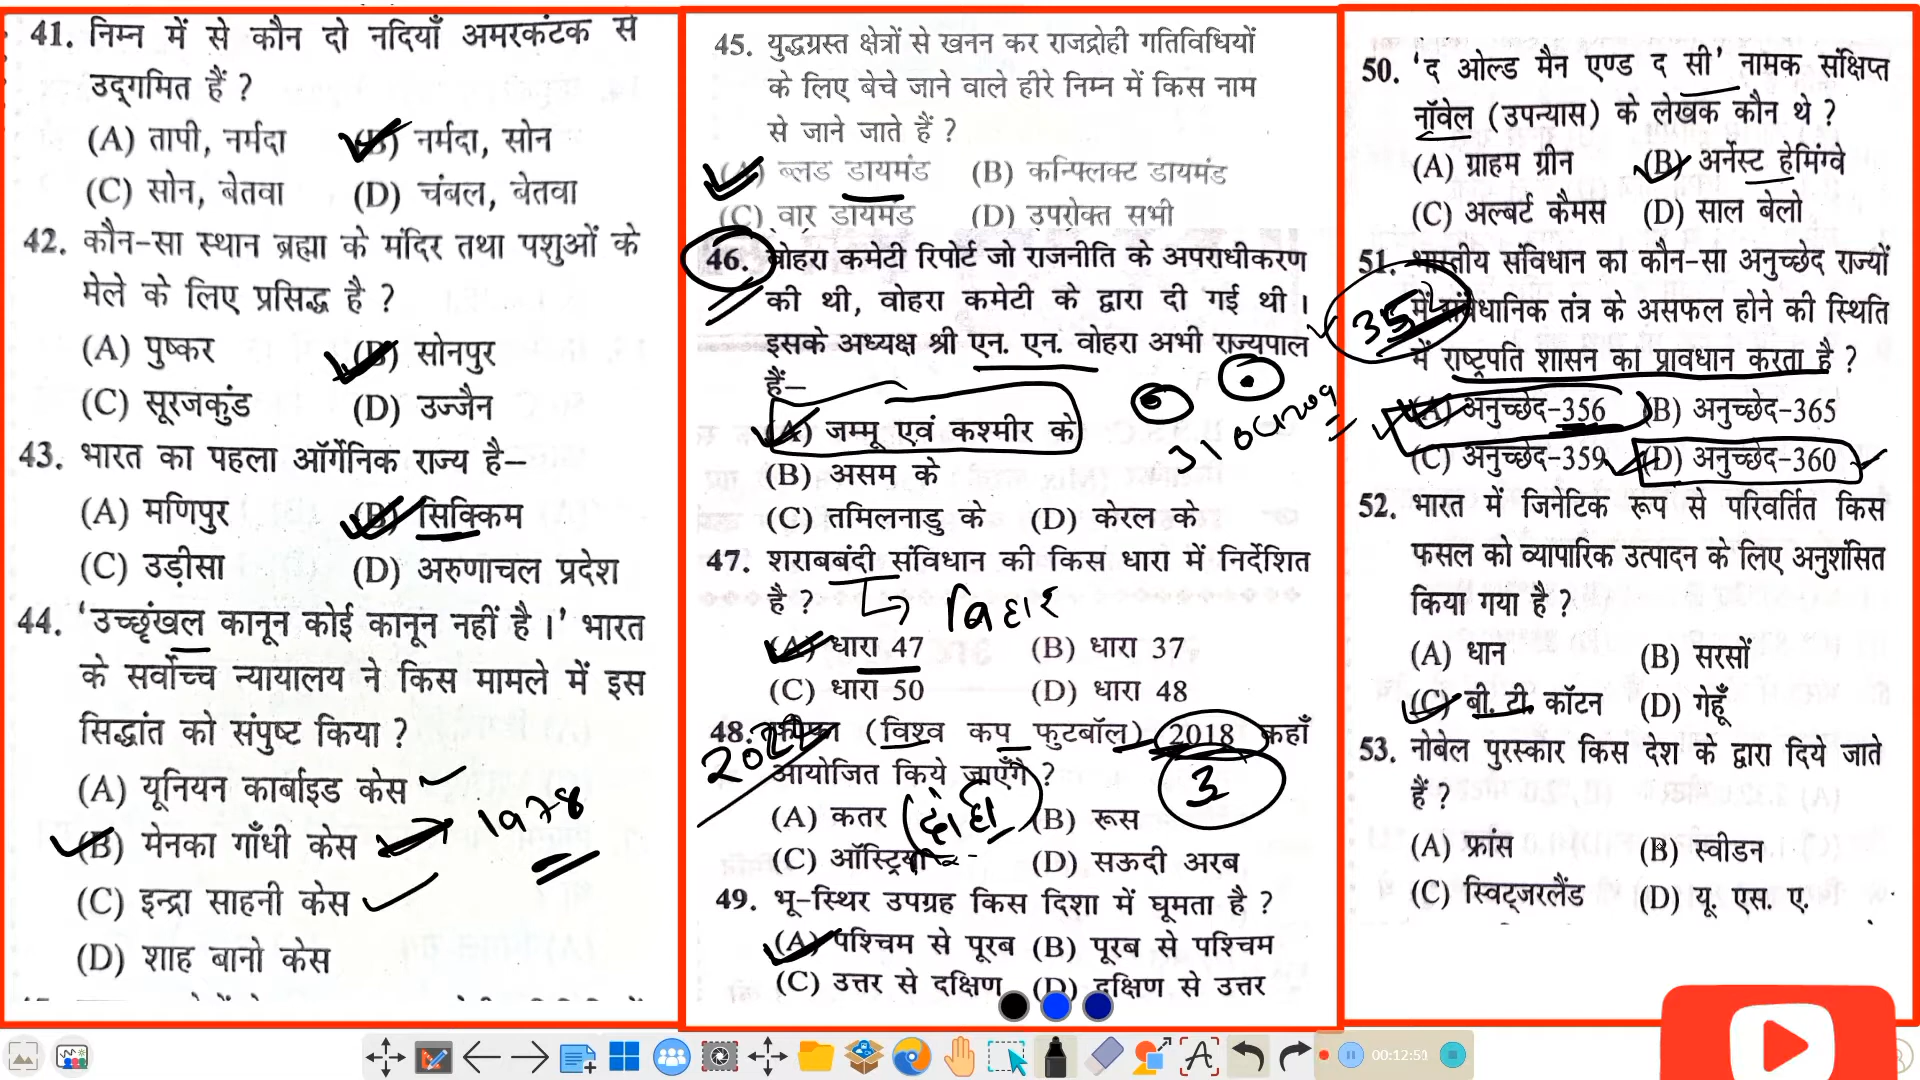 41. निम्न में से कौन दो नदियाँ अमरकंटक से
उद्‌गमित हैं ?
(A) तापी, नर्मदा (B) नर्मदा, सोन
(C) सोन, बेतवा (D) चंबल, बेतवा
42. कौन-सा स्थान ब्रह्मा के मंदिर तथा पशुओं के
मेले के लिए प्रसिद्ध है ?
(A) पुष्कर (B) सोनपुर
(C) सूरजकुंड (D) उज्जैन
43. भारत का पहला ऑर्गेनिक राज्य है–
(A) मणिपुर (B) सिक्किम
(C) उड़ीसा (D) अरुणाचल प्रदेश
44. 'उच्छृंखल कानून कोई कानून नहीं है।' भारत
के सर्वोच्च न्यायालय ने किस मामले में इस
सिद्धांत को संपुष्ट किया ?
(A) यूनियन कार्बाइड केस
(B) मेनका गाँधी केस 1978
(C) इन्द्रा साहनी केस
(D) शाह बानो केस
45. युद्धग्रस्त क्षेत्रों से खनन कर राजद्रोही गतिविधियों
के लिए बेचे जाने वाले हीरे निम्न में किस नाम
से जाने जाते हैं ?
(A) ब्लड डायमंड (B) कन्फ्लिक्ट डायमंड
(C) वार डायमंड (D) उपरोक्त सभी
46. वोहरा कमेटी रिपोर्ट जो राजनीति के अपराधीकरण
की थी, वोहरा कमेटी के द्वारा दी गई थी।
इसके अध्यक्ष श्री एन. एन. वोहरा अभी राज्यपाल
हैं–
(A) जम्मू एवं कश्मीर के
(B) असम के
(C) तमिलनाडु के (D) केरल के
47. शराबबंदी संविधान की किस धारा में निर्देशित
है ? बिहार
(A) धारा 47 (B) धारा 37
(C) धारा 50 (D) धारा 48
48. (विश्व कप फुटबॉल) 2018 कहाँ
आयोजित किये जाएँगै ? 3
(A) कतर (दोहा) (B) रूस
(C) ऑस्ट्रिया (D) सऊदी अरब
49. भू-स्थिर उपग्रह किस दिशा में घूमता है ?
(A) पश्चिम से पूरब (B) पूरब से पश्चिम
(C) उत्तर से दक्षिण (D) दक्षिण से उत्तर
50. 'द ओल्ड मैन एण्ड द सी' नामक संक्षिप्त
नॉवेल (उपन्यास) के लेखक कौन थे ?
(A) ग्राहम ग्रीन (B) अर्नेस्ट हेमिंग्वे
(C) अल्बर्ट कैमस (D) साल बेलो
51. भारतीय संविधान का कौन-सा अनुच्छेद राज्यों
में संवैधानिक तंत्र के असफल होने की स्थिति
में राष्ट्रपति शासन का प्रावधान करता है ?
(A) अनुच्छेद-356 (B) अनुच्छेद-365
(C) अनुच्छेद-359 (D) अनुच्छेद-360
52. भारत में जिनेटिक रूप से परिवर्तित किस
फसल को व्यापारिक उत्पादन के लिए अनुशंसित
किया गया है ?
(A) धान (B) सरसों
(C) बी. टी. कॉटन (D) गेहूँ
53. नोबेल पुरस्कार किस देश के द्वारा दिये जाते
हैं ?
(A) फ्रांस (B) स्वीडन
(C) स्विट्जरलैंड (D) यू. एस. ए.
00:12:51